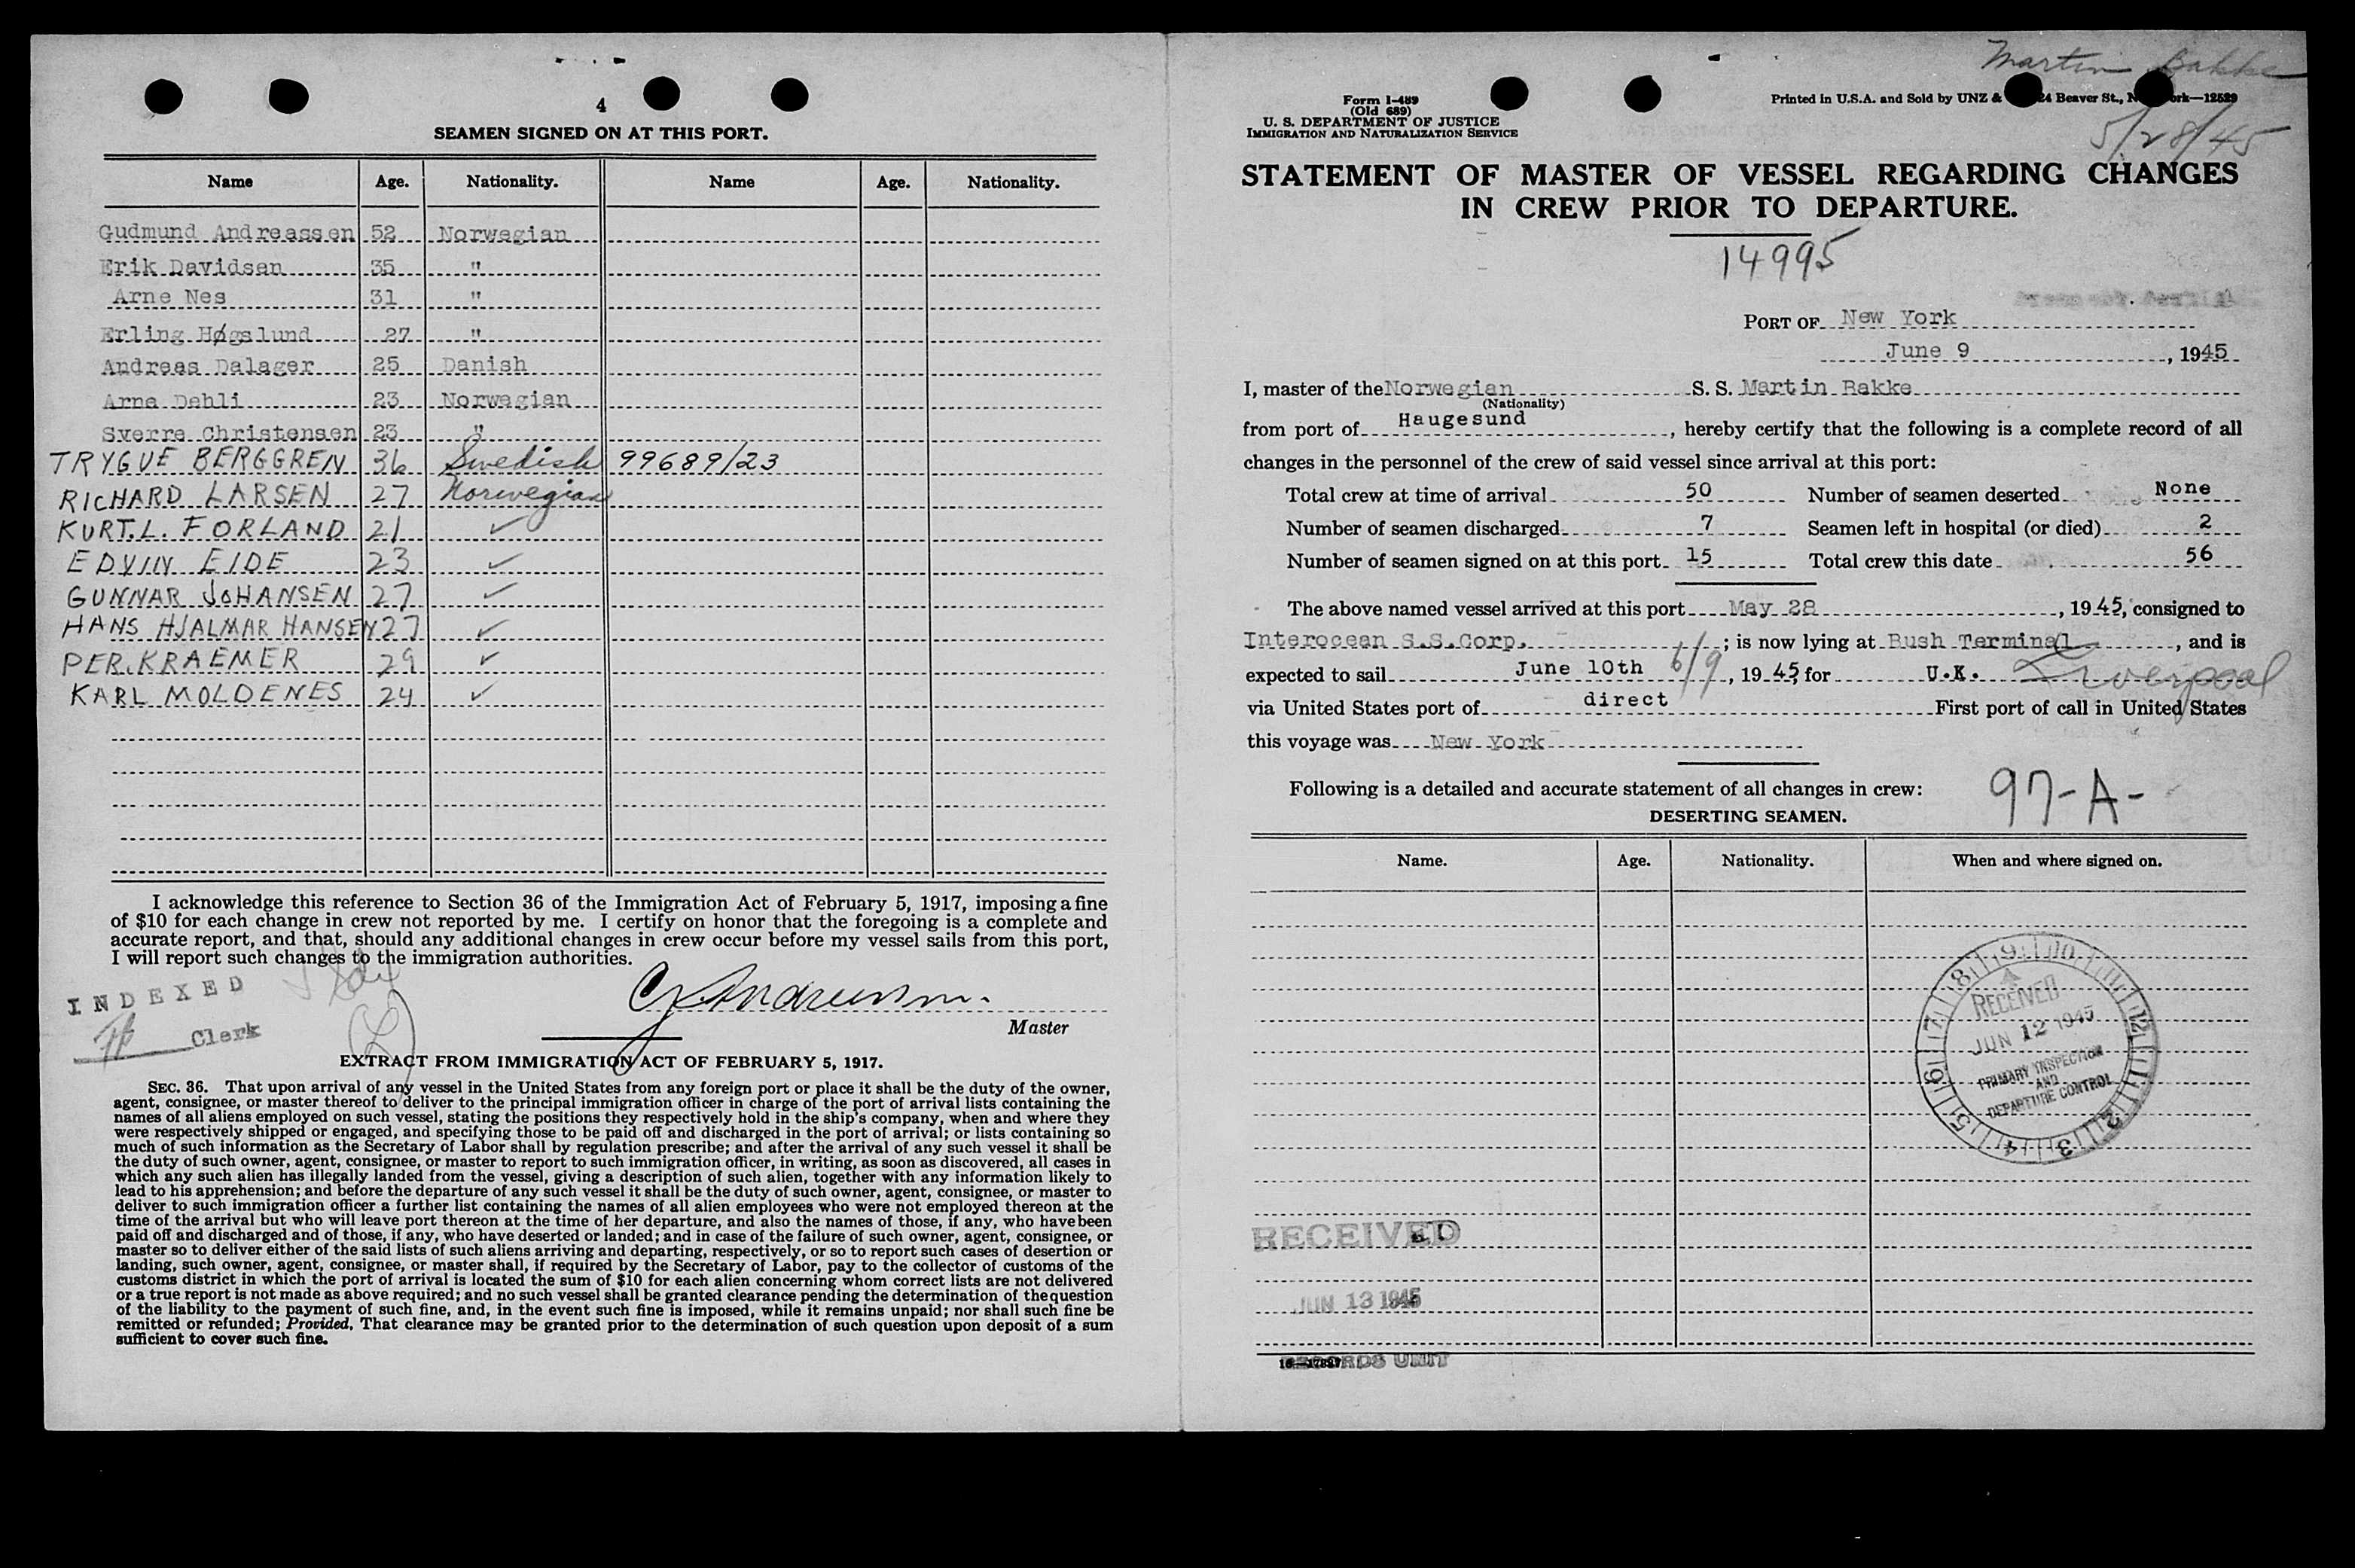 4
SEAMEN SIGNED ON AT THIS PORT.
Name Age. Nationality. Name Age. Nationality.
Gudmund Andreassen 52 Norwegian
Erik Davidsen 35 "
Arne Nes 31 "
Erling Høgslund 27 "
Andreas Dalager 25 Danish
Arne Dehli 23 Norwegian
Sverre Christensen 23 "
TRYGVE BERGGREN 36 Swedish 99689/23
RICHARD LARSEN 27 Norwegian
KURT.L. FORLAND 21 ✓
EDVIN EIDE 23 ✓
GUNNAR JOHANSEN 27 ✓
HANS HJALMAR HANSEN 27 ✓
PER.KRAEMER 29 ✓
KARL MOLDENES 24 ✓
I acknowledge this reference to Section 36 of the Immigration Act of February 5, 1917, imposing a fine
of $10 for each change in crew not reported by me. I certify on honor that the foregoing is a complete and
accurate report, and that, should any additional changes in crew occur before my vessel sails from this port,
I will report such changes to the immigration authorities.
INDEXED
Clerk
Master
EXTRACT FROM IMMIGRATION ACT OF FEBRUARY 5, 1917.
SEC. 36. That upon arrival of any vessel in the United States from any foreign port or place it shall be the duty of the owner,
agent, consignee, or master thereof to deliver to the principal immigration officer in charge of the port of arrival lists containing the
names of all aliens employed on such vessel, stating the positions they respectively hold in the ship's company, when and where they
were respectively shipped or engaged, and specifying those to be paid off and discharged in the port of arrival; or lists containing so
much of such information as the Secretary of Labor shall by regulation prescribe; and after the arrival of any such vessel it shall be
the duty of such owner, agent, consignee, or master to report to such immigration officer, in writing, as soon as discovered, all cases in
which any such alien has illegally landed from the vessel, giving a description of such alien, together with any information likely to
lead to his apprehension; and before the departure of any such vessel it shall be the duty of such owner, agent, consignee, or master to
deliver to such immigration officer a further list containing the names of all alien employees who were not employed thereon at the
time of the arrival but who will leave port thereon at the time of her departure, and also the names of those, if any, who have been
paid off and discharged and of those, if any, who have deserted or landed; and in case of the failure of such owner, agent, consignee, or
master so to deliver either of the said lists of such aliens arriving and departing, respectively, or so to report such cases of desertion or
landing, such owner, agent, consignee, or master shall, if required by the Secretary of Labor, pay to the collector of customs of the
customs district in which the port of arrival is located the sum of $10 for each alien concerning whom correct lists are not delivered
or a true report is not made as above required; and no such vessel shall be granted clearance pending the determination of the question
of the liability to the payment of such fine, and, in the event such fine is imposed, while it remains unpaid; nor shall such fine be
remitted or refunded; Provided, That clearance may be granted prior to the determination of such question upon deposit of a sum
sufficient to cover such fine.
Martin Bakke
5/28/45
Form I-489
(Old 689)
U. S. DEPARTMENT OF JUSTICE
IMMIGRATION AND NATURALIZATION SERVICE
Printed in U.S.A. and Sold by UNZ & 24 Beaver St., N ork—12529
STATEMENT OF MASTER OF VESSEL REGARDING CHANGES
IN CREW PRIOR TO DEPARTURE.
14995
PORT OF New York
June 9, 1945
I, master of the Norwegian S. S. Martin Bakke
(Nationality)
from port of Haugesund, hereby certify that the following is a complete record of all
changes in the personnel of the crew of said vessel since arrival at this port:
Total crew at time of arrival 50 Number of seamen deserted None
Number of seamen discharged 7 Seamen left in hospital (or died) 2
Number of seamen signed on at this port 15 Total crew this date 56
The above named vessel arrived at this port May 28, 1945, consigned to
Interocean S.S.Corp. ; is now lying at Bush Terminal, and is
expected to sail June 10th 6/9, 1945, for U.K. Liverpool
via United States port of direct First port of call in United States
this voyage was New York
Following is a detailed and accurate statement of all changes in crew:
97-A-
DESERTING SEAMEN.
Name. Age. Nationality. When and where signed on.
9 10 11 12 1 2 3 4 5 6 7 8
RECEIVED
JUN 12 1945
PRIMARY INSPECTION
AND
DEPARTURE CONTROL
RECEIVED
JUN 13 1945
RECORDS UNIT